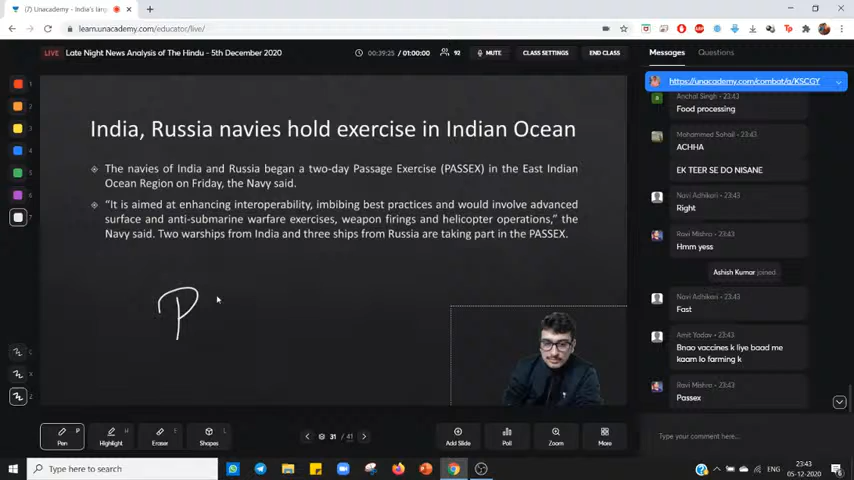 Unacademy - India's larg
learn.unacademy.com/educator/live/
LIVE Late Night News Analysis of The Hindu - 5th December 2020
00:39:25 / 01:00:00
92
MUTE
CLASS SETTINGS
END CLASS
Messages
Questions
1
2
3
4
5
6
7
India, Russia navies hold exercise in Indian Ocean
The navies of India and Russia began a two-day Passage Exercise (PASSEX) in the East Indian
Ocean Region on Friday, the Navy said.
“It is aimed at enhancing interoperability, imbibing best practices and would involve advanced
surface and anti-submarine warfare exercises, weapon firings and helicopter operations,” the
Navy said. Two warships from India and three ships from Russia are taking part in the PASSEX.
P
https://unacademy.com/combat/a/KSCGY
Anchal Singh • 23:43
Food processing
Mohammed Sohail • 23:43
ACHHA
EK TEER SE DO NISANE
Navi Adhikari • 23:43
Right
Ravi Mishra • 23:43
Hmm yess
Ashish Kumar joined
Navi Adhikari • 23:43
Fast
Amit Yadav • 23:43
Bnao vaccines k liye baad me
kaam lo farming k
Ravi Mishra • 23:43
Passex
Type your comment here...
Pen
Highlight
Eraser
Shapes
31 / 41
Add Slide
Poll
Zoom
More
Type here to search
ENG
23:43
05-12-2020